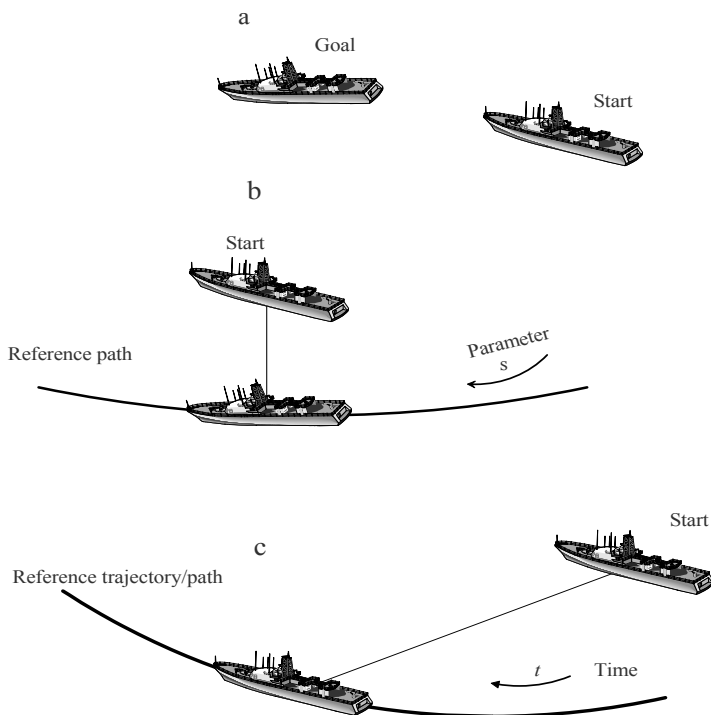 a
Goal
Start
b
Start
Reference path
Parameter
s
Start
c
Reference trajectory/path
t Time